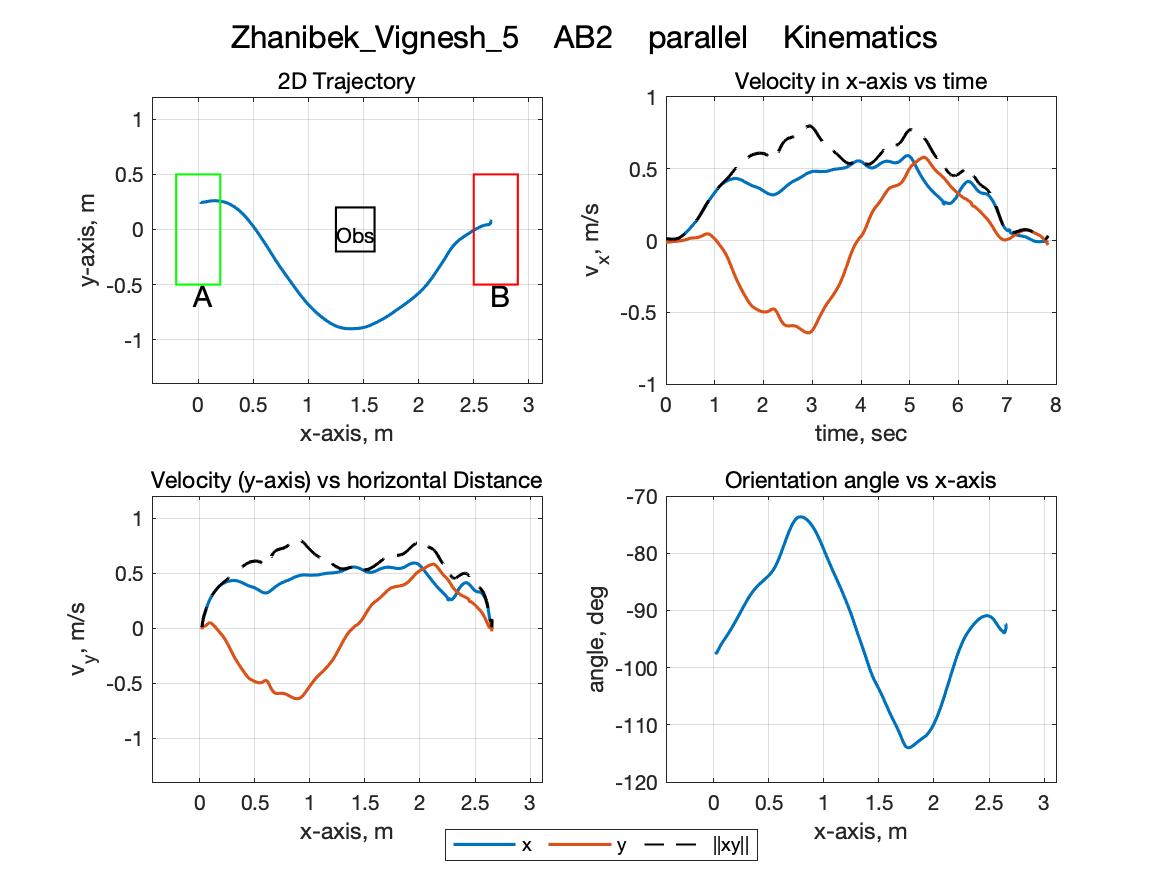 Zhanibek_Vignesh_5 AB2 parallel Kinematics
2D Trajectory
1
0.5
0
-0.5
-1
y-axis, m
Obs
A
B
0 0.5 1 1.5 2 2.5 3
x-axis, m
Velocity in x-axis vs time
1
0.5
0
-0.5
-1
vx, m/s
0 1 2 3 4 5 6 7 8
time, sec
Velocity (y-axis) vs horizontal Distance
1
0.5
0
-0.5
-1
vy, m/s
0 0.5 1 1.5 2 2.5 3
x-axis, m
Orientation angle vs x-axis
-70
-80
-90
-100
-110
-120
angle, deg
0 0.5 1 1.5 2 2.5 3
x-axis, m
x y ||xy||